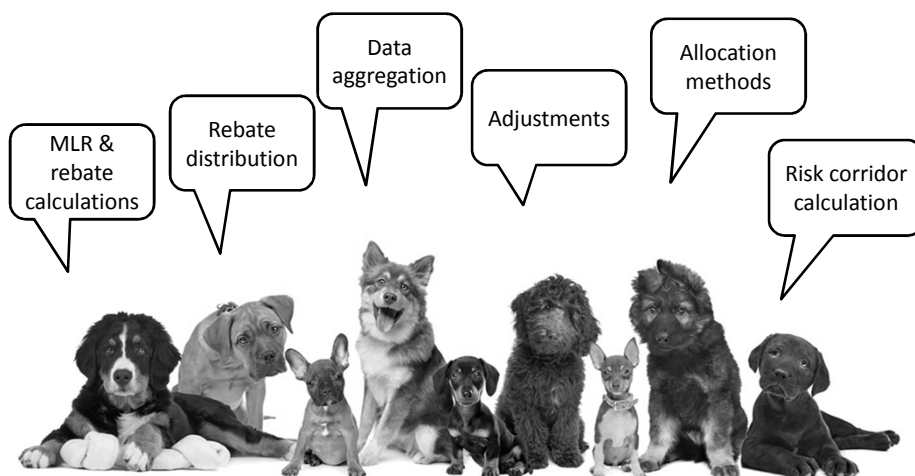 MLR &
rebate
calculations
Rebate
distribution
Data
aggregation
Adjustments
Allocation
methods
Risk corridor
calculation